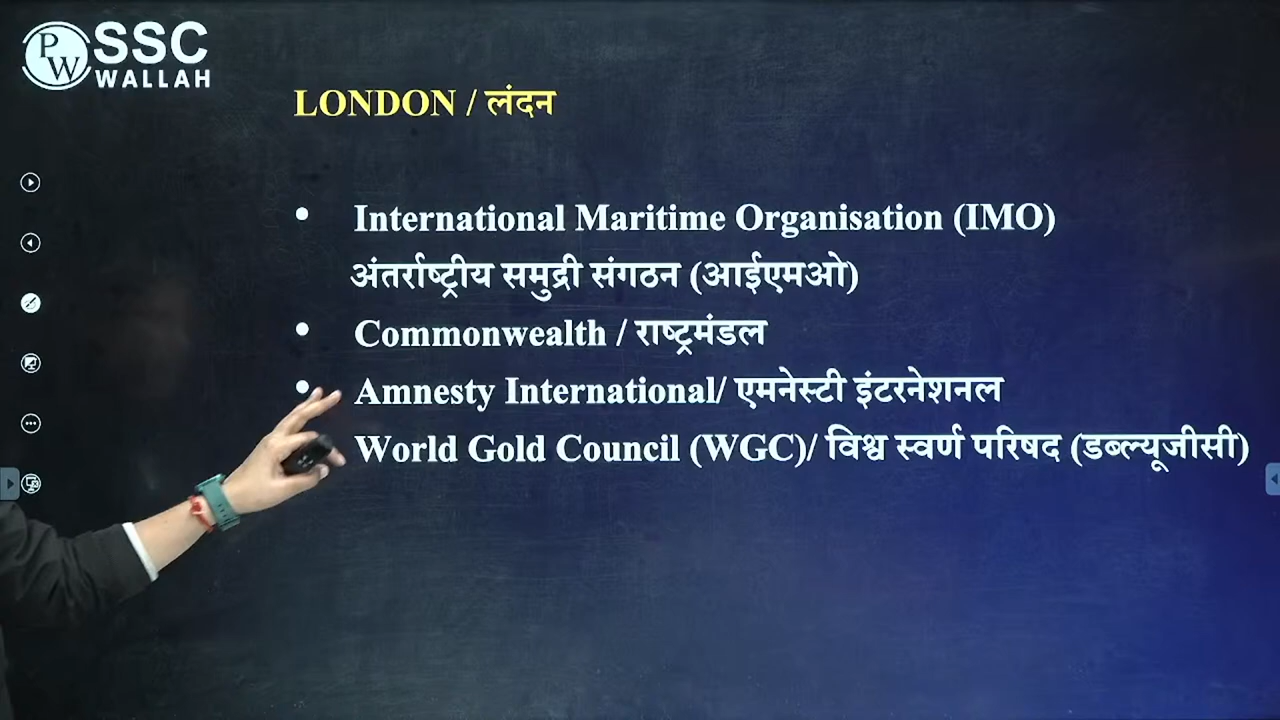 PW SSC
WALLAH
LONDON / लंदन
• International Maritime Organisation (IMO)
अंतर्राष्ट्रीय समुद्री संगठन (आईएमओ)
• Commonwealth / राष्ट्रमंडल
• Amnesty International/ एमनेस्टी इंटरनेशनल
World Gold Council (WGC)/ विश्व स्वर्ण परिषद (डब्ल्यूजीसी)